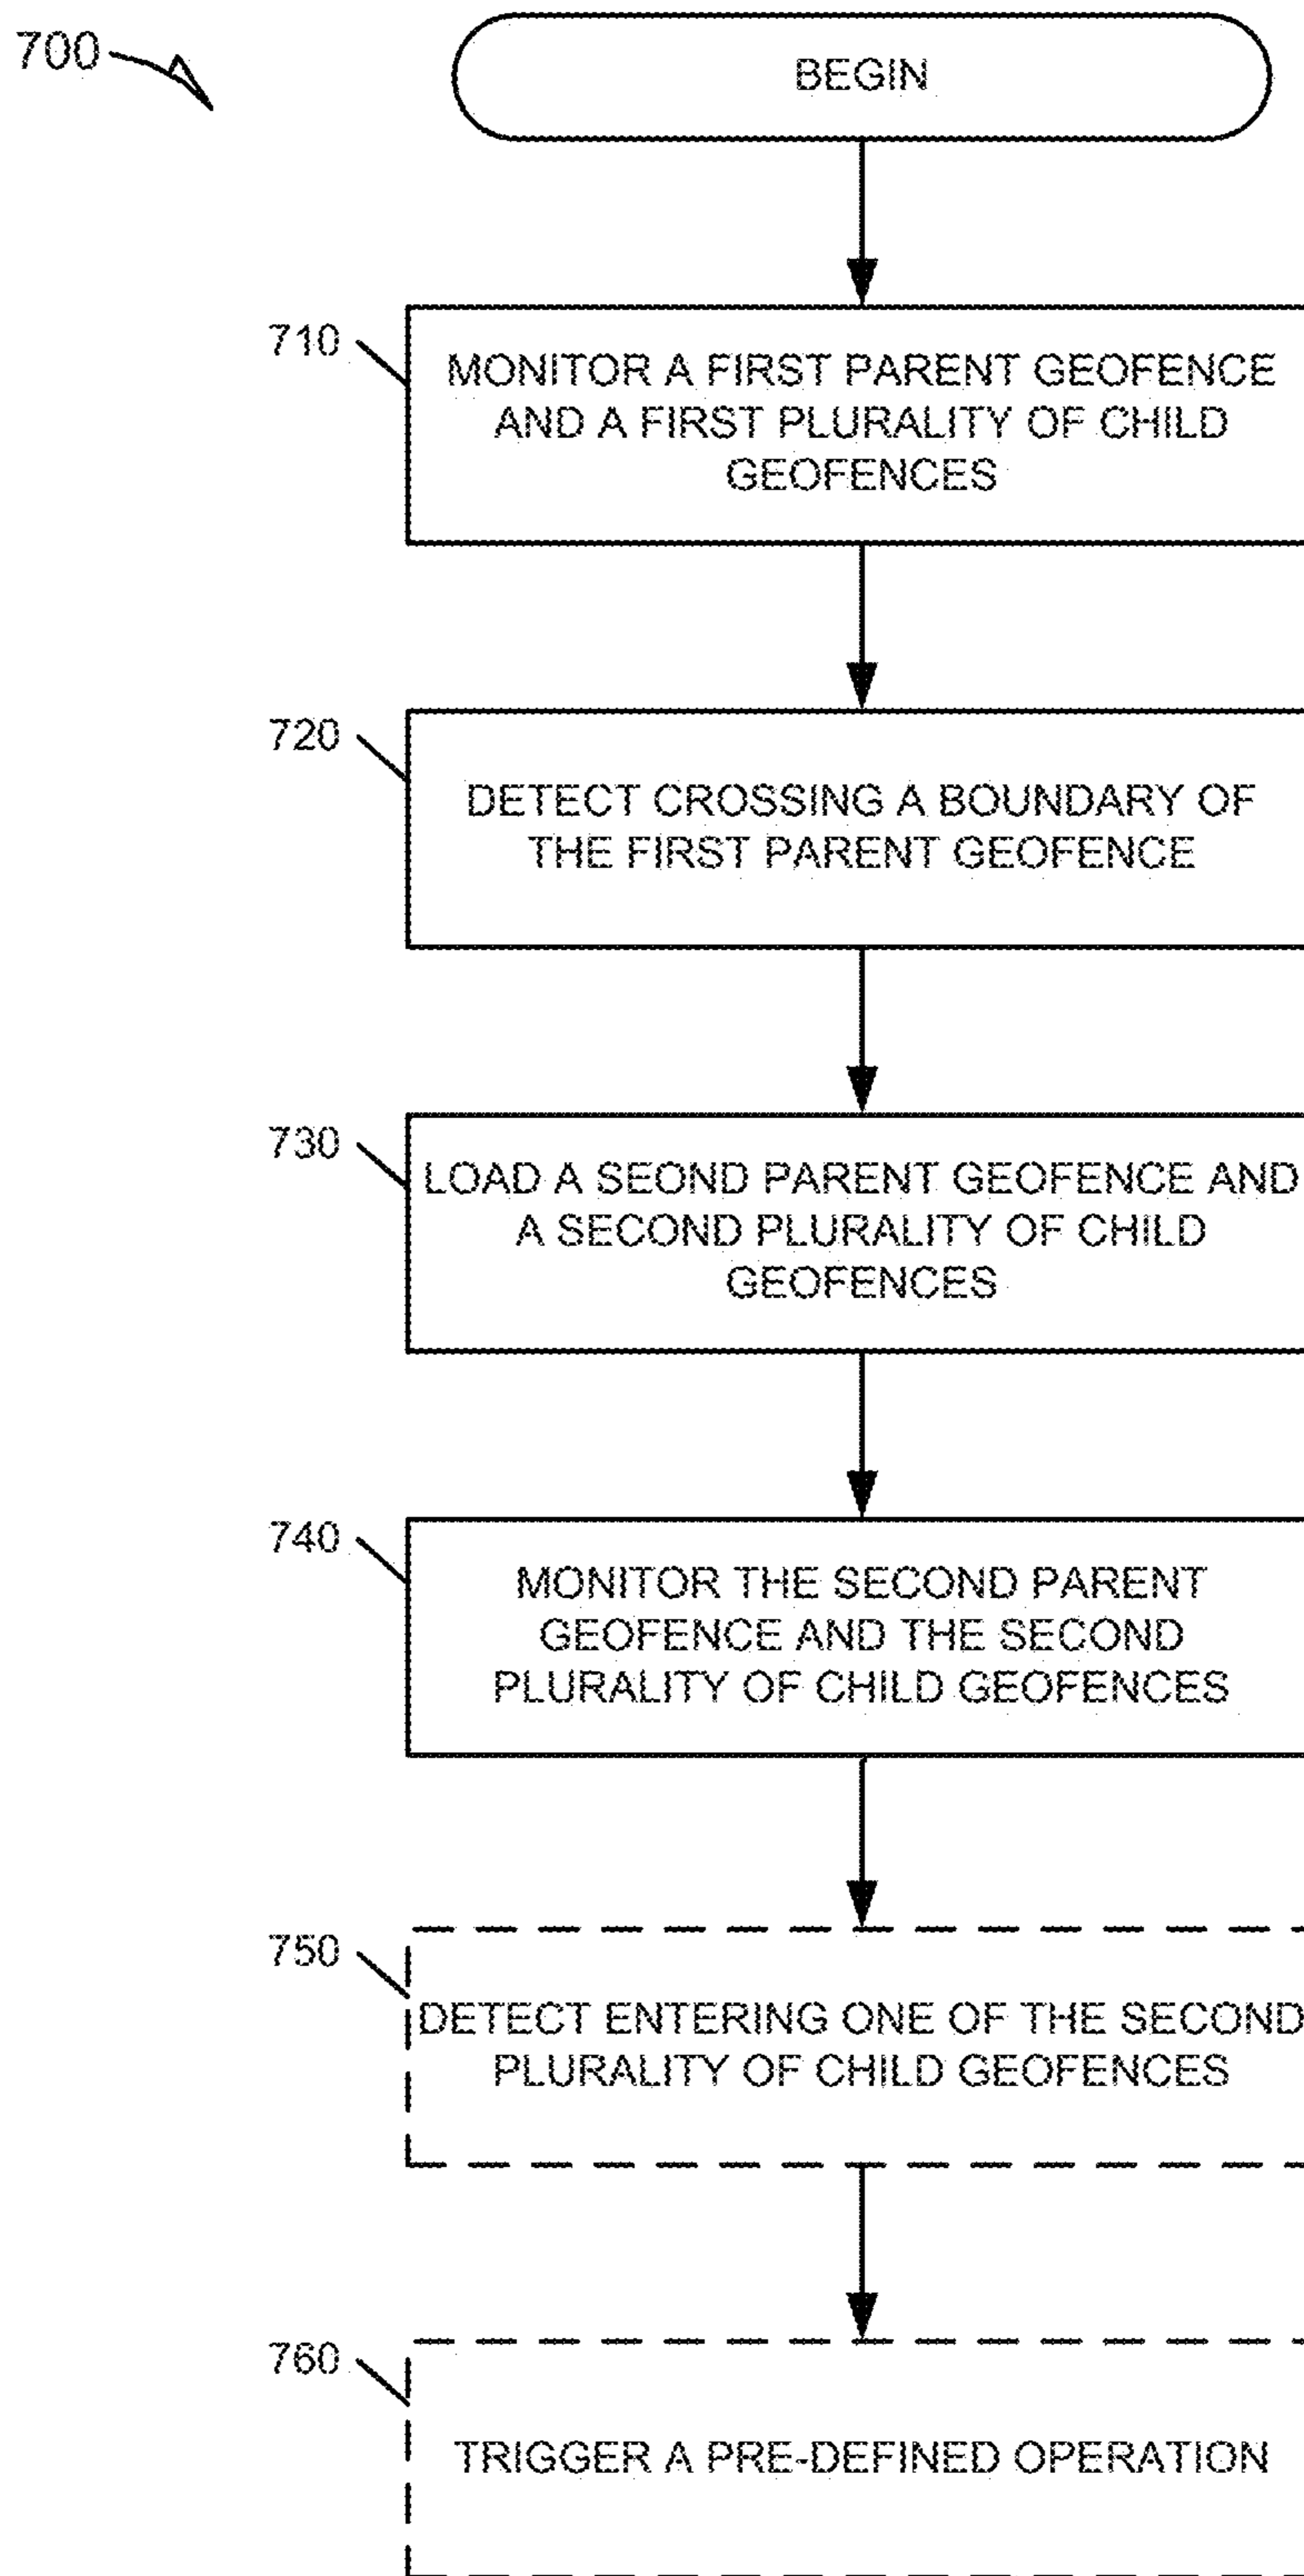 700
BEGIN
710
MONITOR A FIRST PARENT GEOFENCE
AND A FIRST PLURALITY OF CHILD
GEOFENCES
720
DETECT CROSSING A BOUNDARY OF
THE FIRST PARENT GEOFENCE
730
LOAD A SEOND PARENT GEOFENCE AND
A SECOND PLURALITY OF CHILD
GEOFENCES
740
MONITOR THE SECOND PARENT
GEOFENCE AND THE SECOND
PLURALITY OF CHILD GEOFENCES
750
DETECT ENTERING ONE OF THE SECOND
PLURALITY OF CHILD GEOFENCES
760
TRIGGER A PRE-DEFINED OPERATION